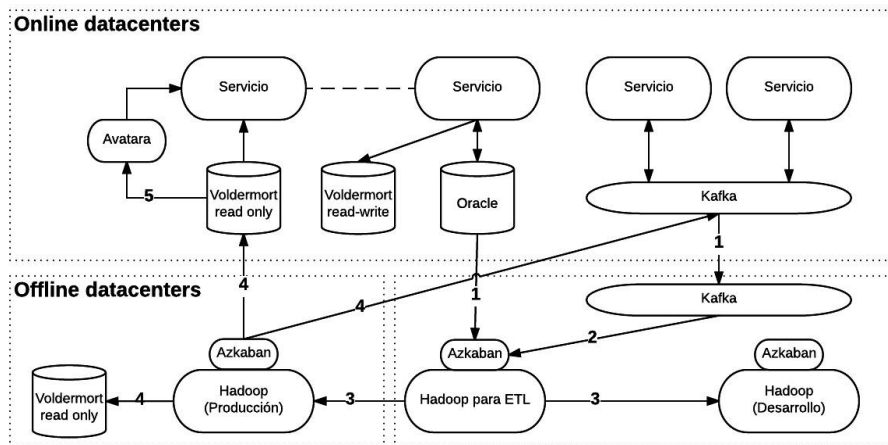 Online datacenters
Servicio
Servicio
Servicio
Servicio
Avatara
5
Voldermort
read only
Voldermort
read-write
Oracle
Kafka
1
4
Offline datacenters
4
1
Kafka
2
Azkaban
Azkaban
Azkaban
Voldermort
read only
4
Hadoop
(Producción)
3
Hadoop para ETL
3
Hadoop
(Desarrollo)